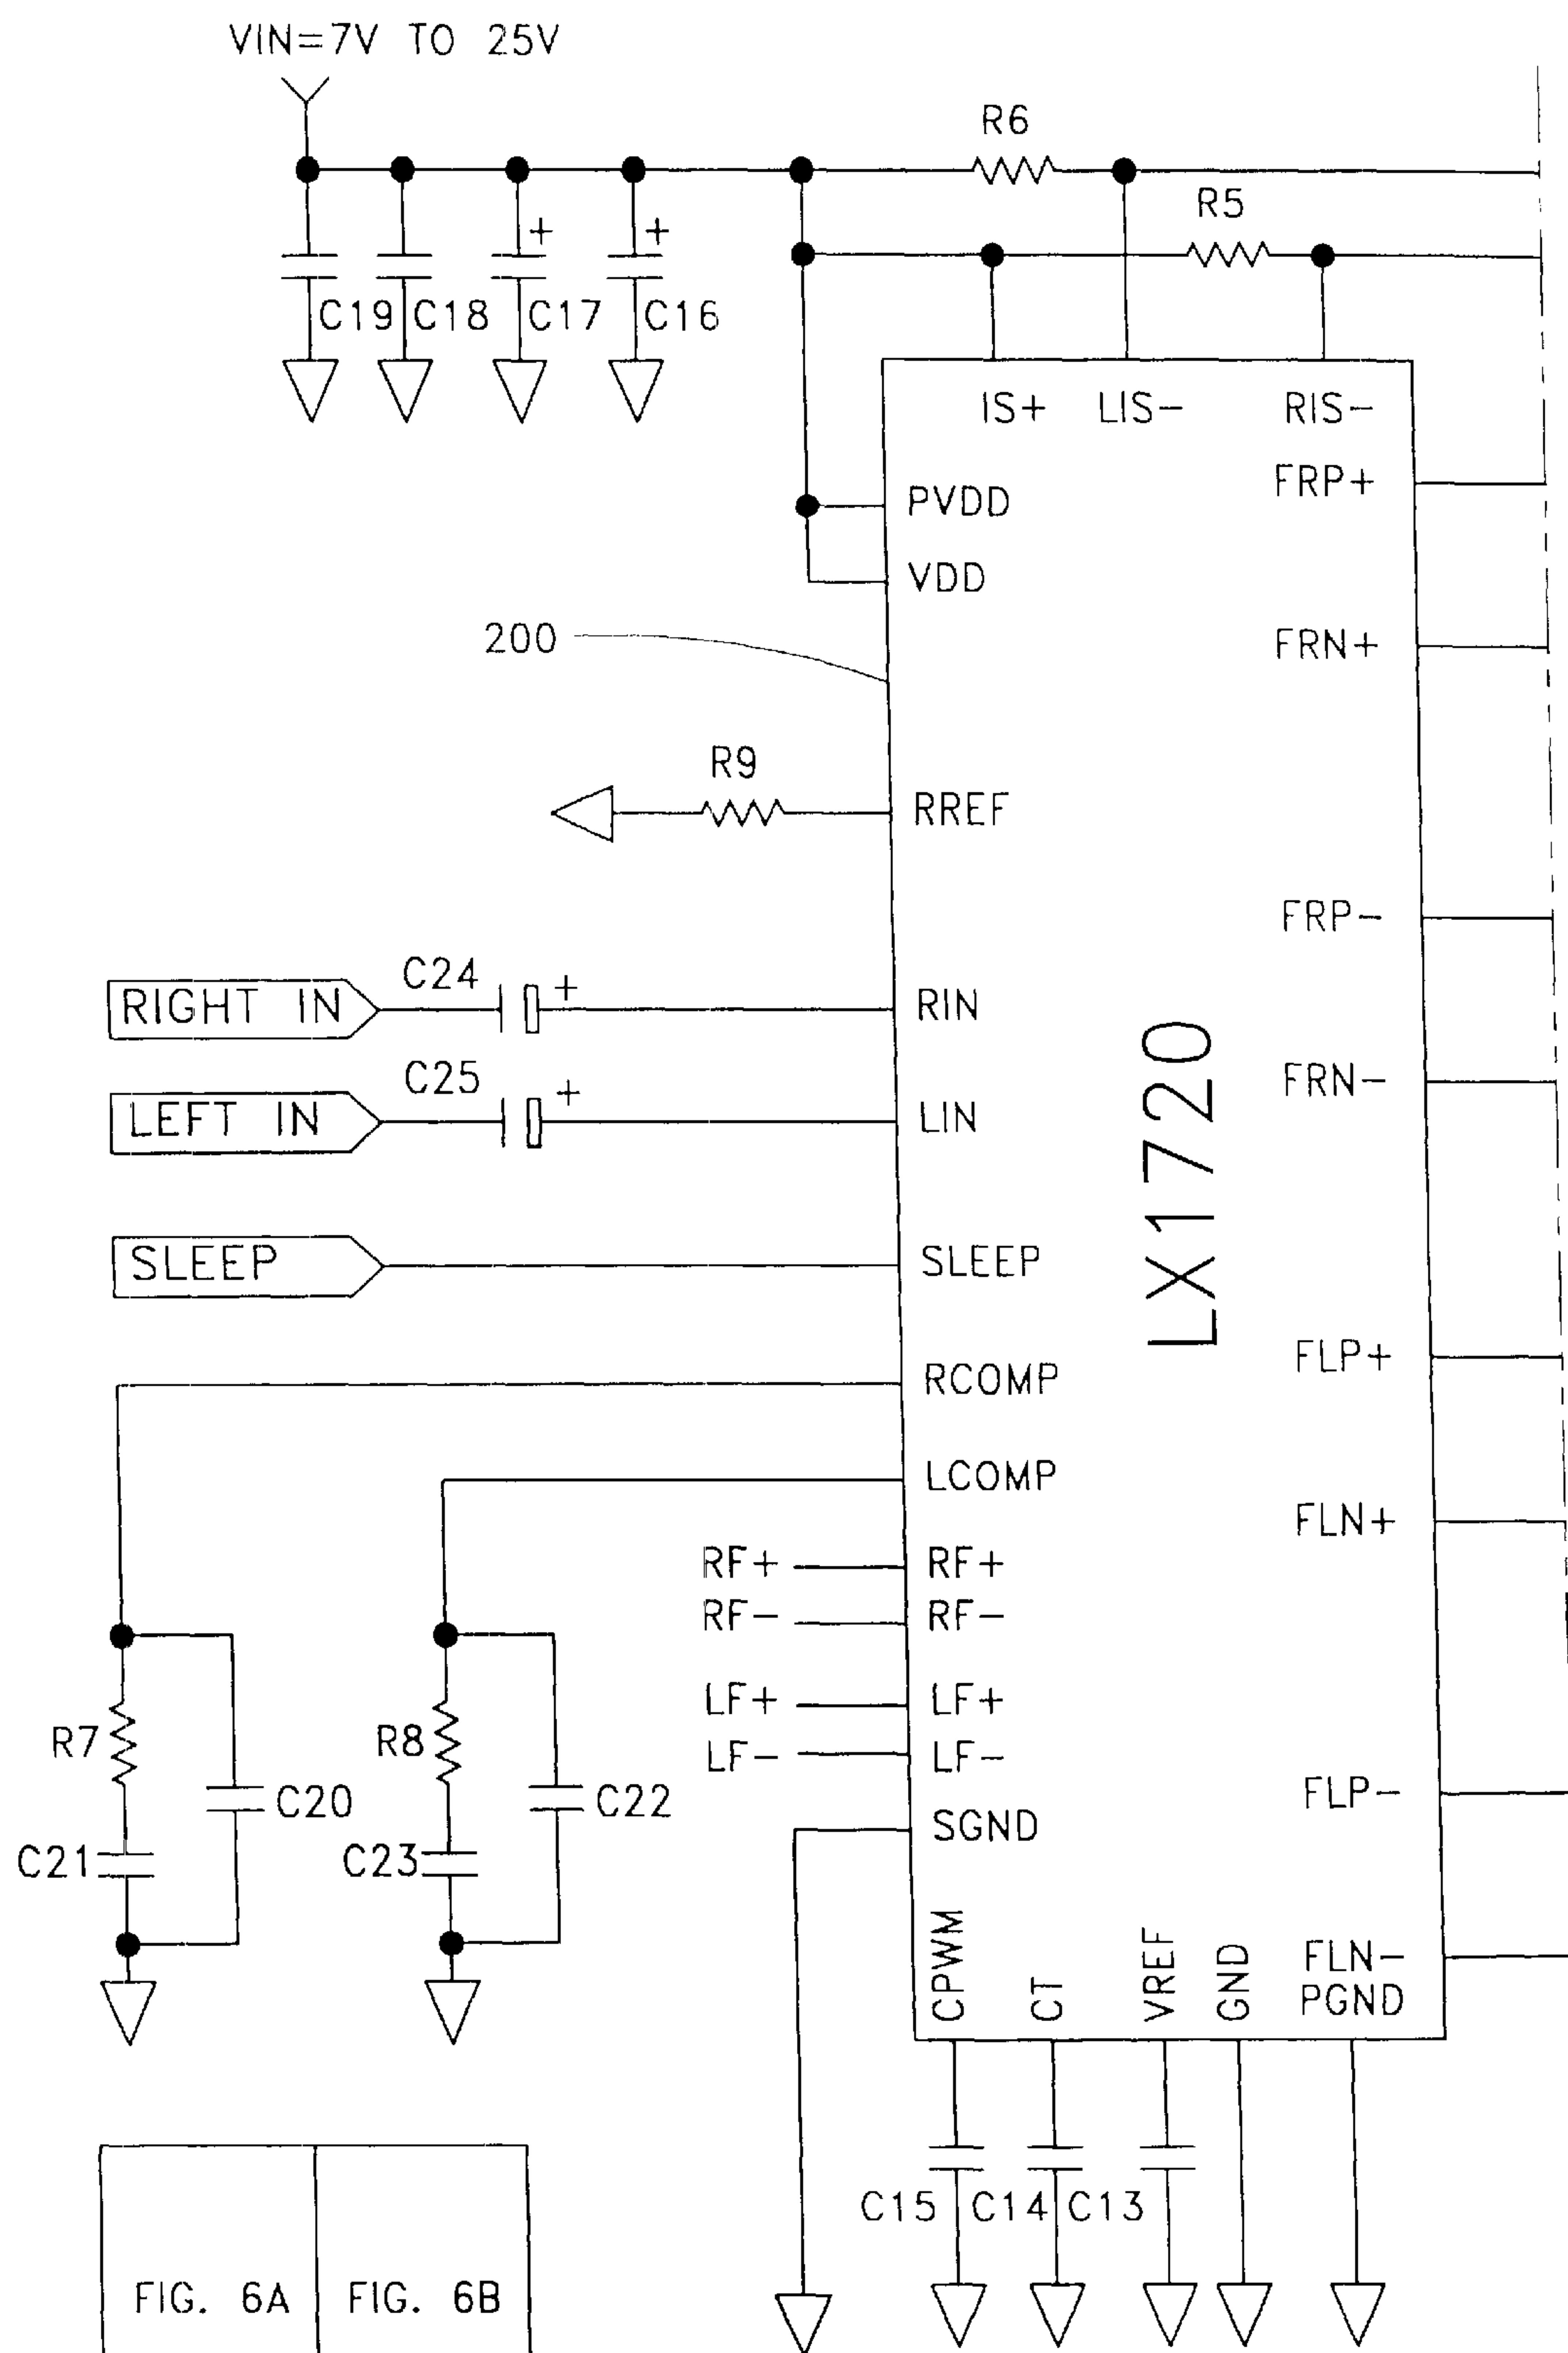 VIN=7V TO 25V
R6
R5
+
+
C19
C18
C17
C16
IS+
LIS-
RIS-
FRP+
PVDD
VDD
200
FRN+
R9
RREF
FRP-
C24
+
RIGHT IN
RIN
C25
+
FRN-
LEFT IN
LIN
LX1720
SLEEP
SLEEP
FLP+
RCOMP
LCOMP
FLN+
RF+
RF+
RF-
RF-
LF+
LF+
R7
R8
LF-
LF-
C20
C22
FLP-
SGND
C21
C23
CPWM
CT
VREF
GND
FLN-
PGND
C15
C14
C13
FIG. 6A
FIG. 6B